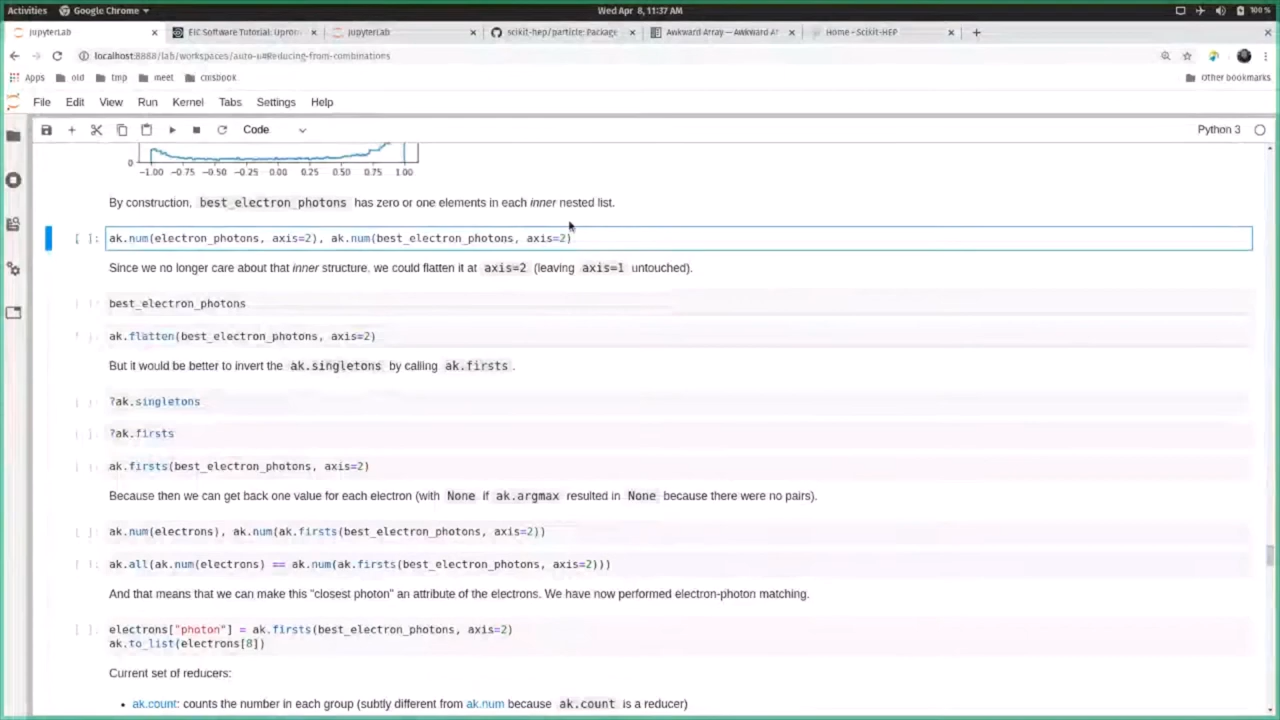 Activities Google Chrome Wed Apr 8, 11:37 AM 100 %
JupyterLab EIC Software Tutorial: Uproo JupyterLab scikit-hep/particle: Package Awkward Array — Awkward Ar Home - Scikit-HEP
localhost:8888/lab/workspaces/auto-u#Reducing-from-combinations
Apps old tmp meet cmsbook Other bookmarks
File Edit View Run Kernel Tabs Settings Help
Code Python 3
0
−1.00 −0.75 −0.50 −0.25 0.00 0.25 0.50 0.75 1.00
By construction, best_electron_photons has zero or one elements in each inner nested list.
[ ]: ak.num(electron_photons, axis=2), ak.num(best_electron_photons, axis=2)
Since we no longer care about that inner structure, we could flatten it at axis=2 (leaving axis=1 untouched).
[ ]: best_electron_photons
[ ]: ak.flatten(best_electron_photons, axis=2)
But it would be better to invert the ak.singletons by calling ak.firsts.
[ ]: ?ak.singletons
[ ]: ?ak.firsts
[ ]: ak.firsts(best_electron_photons, axis=2)
Because then we can get back one value for each electron (with None if ak.argmax resulted in None because there were no pairs).
[ ]: ak.num(electrons), ak.num(ak.firsts(best_electron_photons, axis=2))
[ ]: ak.all(ak.num(electrons) == ak.num(ak.firsts(best_electron_photons, axis=2)))
And that means that we can make this "closest photon" an attribute of the electrons. We have now performed electron-photon matching.
[ ]: electrons["photon"] = ak.firsts(best_electron_photons, axis=2)
ak.to_list(electrons[8])
Current set of reducers:
• ak.count: counts the number in each group (subtly different from ak.num because ak.count is a reducer)